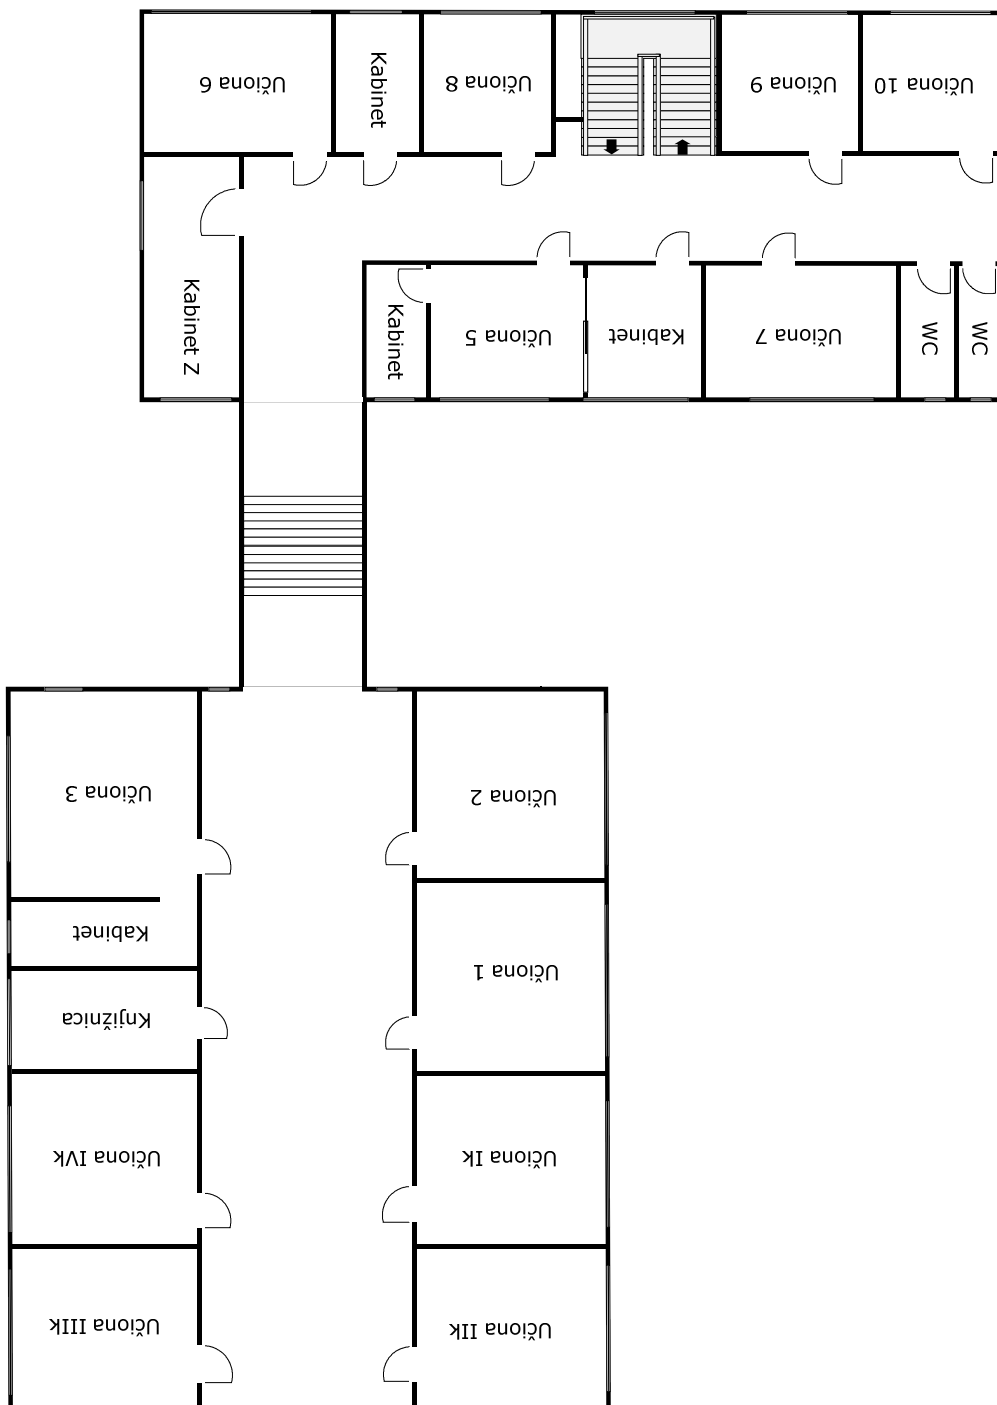 Učiona 6
Kabinet
Učiona 8
Učiona 9
Učiona 10
Kabinet Z
Kabinet
Učiona 5
Kabinet
Učiona 7
WC
WC
Učiona 3
Učiona 2
Kabinet
Učiona 1
Knjižnica
Učiona IVk
Učiona Ik
Učiona IIIk
Učiona IIk